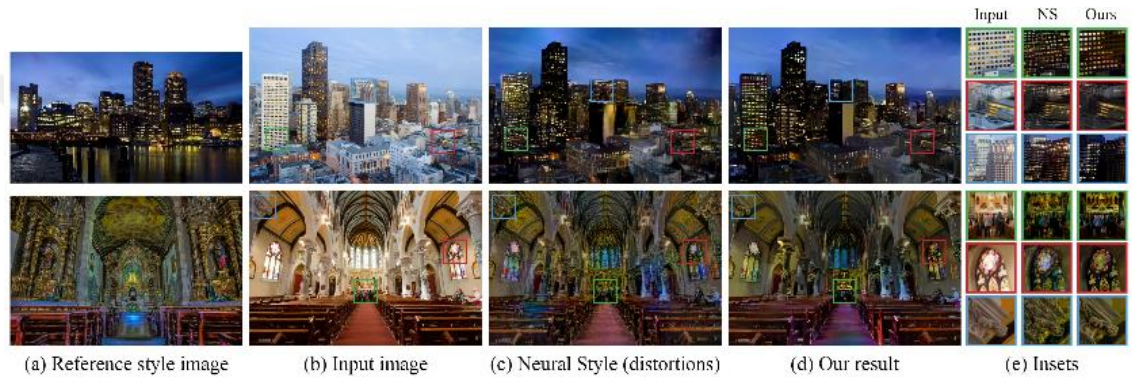 Input NS Ours
(a) Reference style image (b) Input image (c) Neural Style (distortions) (d) Our result (e) Insets